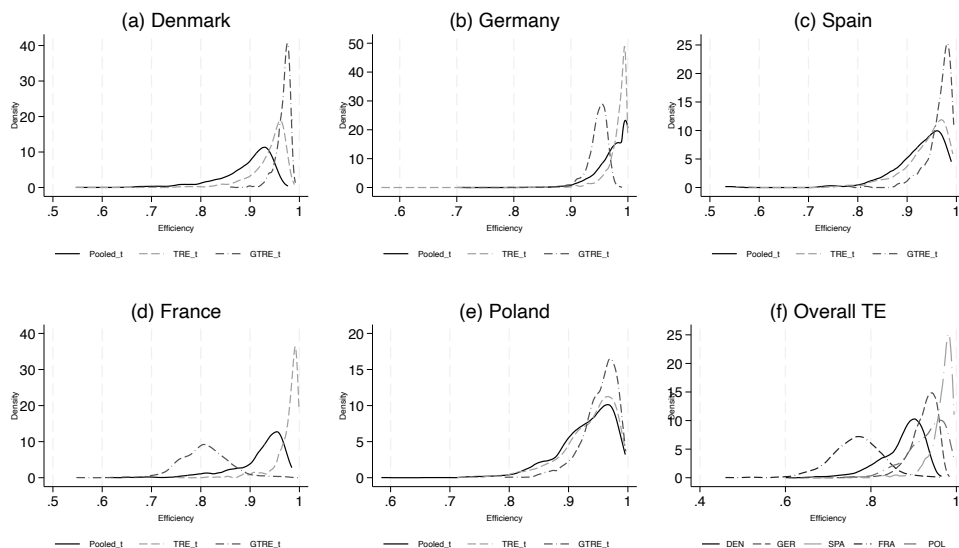 (a) Denmark
Density
40
30
20
10
0
.5 .6 .7 .8 .9 1
Efficiency
Pooled_t TRE_t GTRE_t
(b) Germany
Density
50
40
30
20
10
0
.6 .7 .8 .9 1
Efficiency
Pooled_t TRE_t GTRE_t
(c) Spain
Density
25
20
15
10
5
0
.5 .6 .7 .8 .9 1
Efficiency
Pooled_t TRE_t GTRE_t
(d) France
Density
40
30
20
10
0
.5 .6 .7 .8 .9 1
Efficiency
Pooled_t TRE_t GTRE_t
(e) Poland
Density
20
15
10
5
0
.6 .7 .8 .9 1
Efficiency
Pooled_t TRE_t GTRE_t
(f) Overall TE
Density
25
20
15
10
5
0
.4 .6 .8 1
Efficiency
DEN GER SPA FRA POL